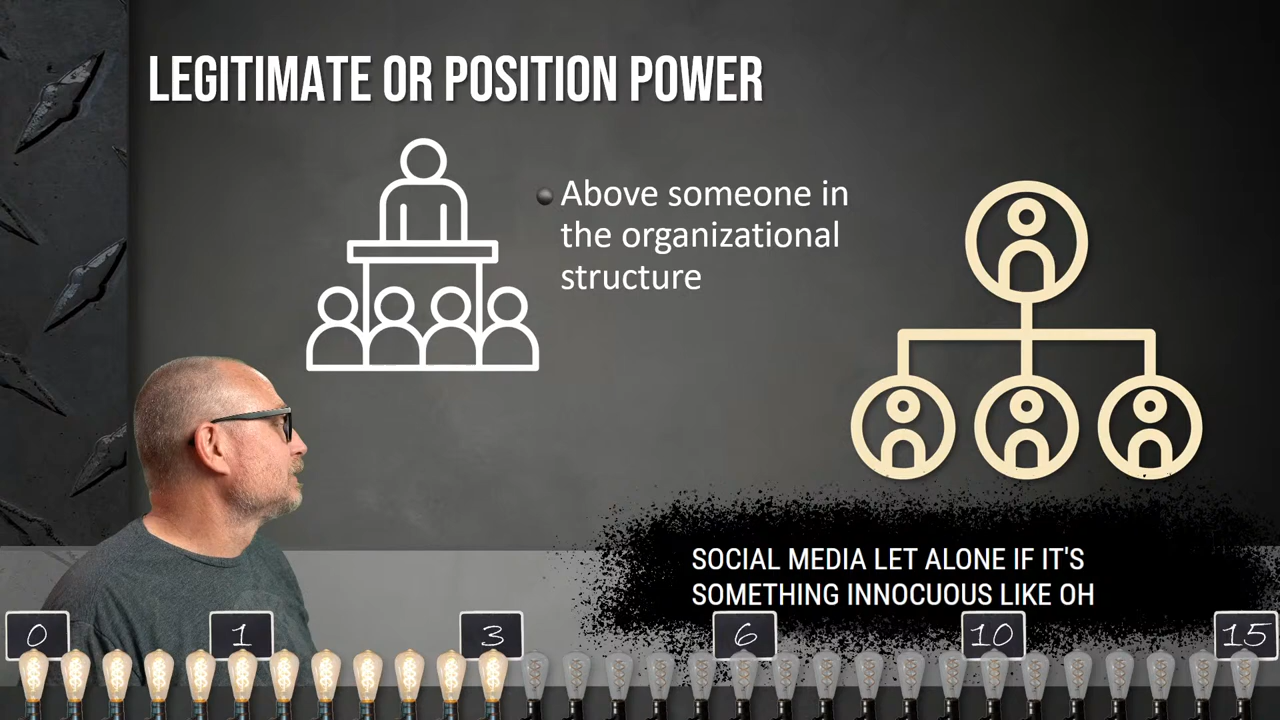 LEGITIMATE OR POSITION POWER
Above someone in
the organizational
structure
SOCIAL MEDIA LET ALONE IF IT'S
SOMETHING INNOCUOUS LIKE OH
0 1 3 6 10 15